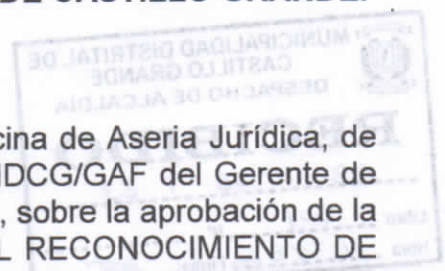 DE CASTILLO GRANDE.
MUNICIPALIDAD DISTRITAL DE
CASTILLO GRANDE
DESPACHO DE ALCALDIA
RECIBIDO
cina de Aseria Jurídica, de
IDCG/GAF del Gerente de
, sobre la aprobación de la
L RECONOCIMIENTO DE